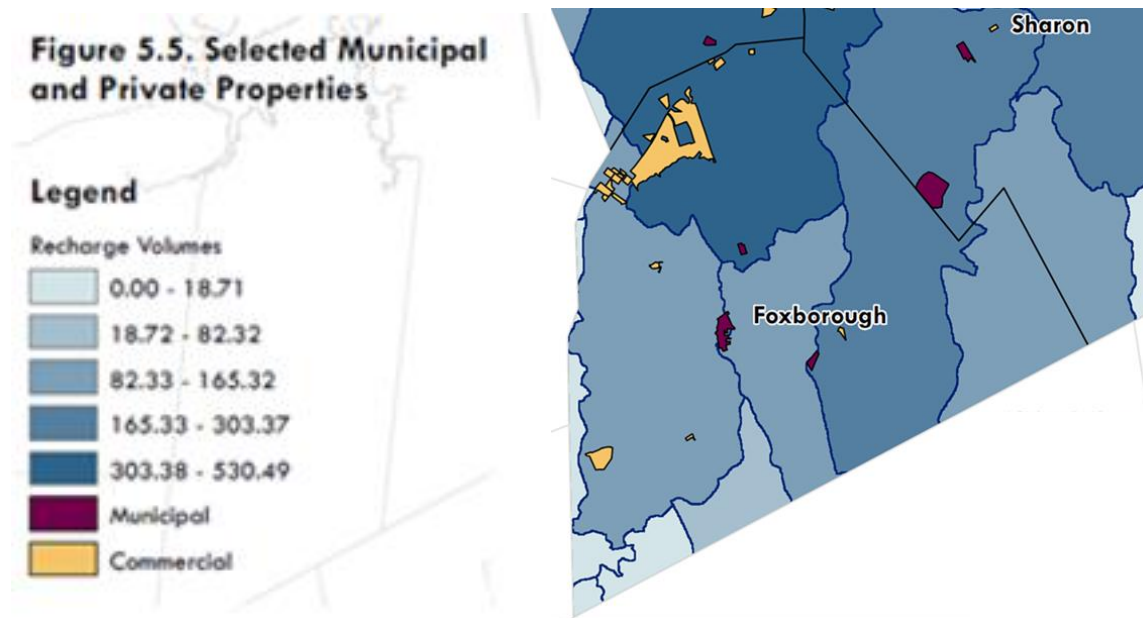 Figure 5.5. Selected Municipal
and Private Properties
Legend
Recharge Volumes
0.00 - 18.71
18.72 - 82.32
82.33 - 165.32
165.33 - 303.37
303.38 - 530.49
Municipal
Commercial
Sharon
Foxborough